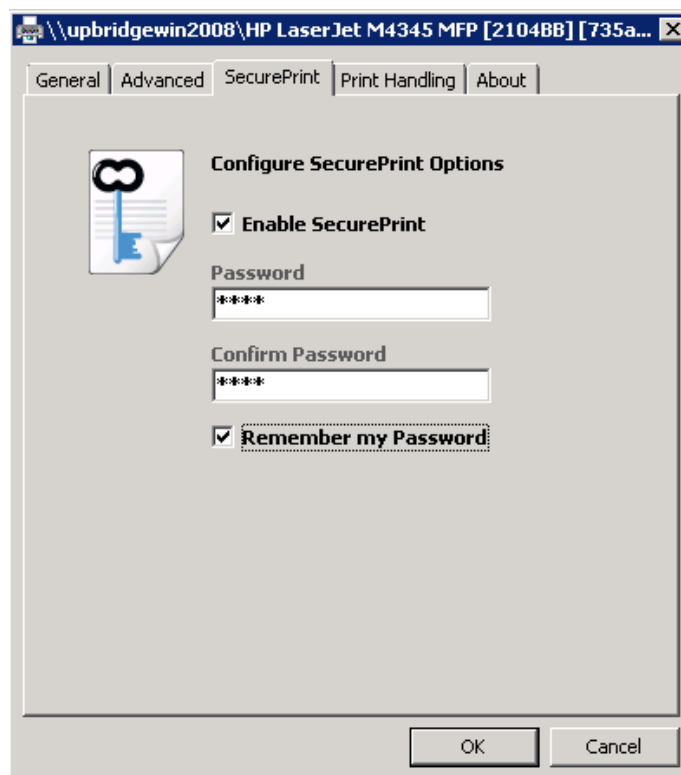 \\upbridgewin2008\HP LaserJet M4345 MFP [2104BB] [735a...
General Advanced SecurePrint Print Handling About
Configure SecurePrint Options
Enable SecurePrint
Password
****
Confirm Password
****
Remember my Password
OK Cancel